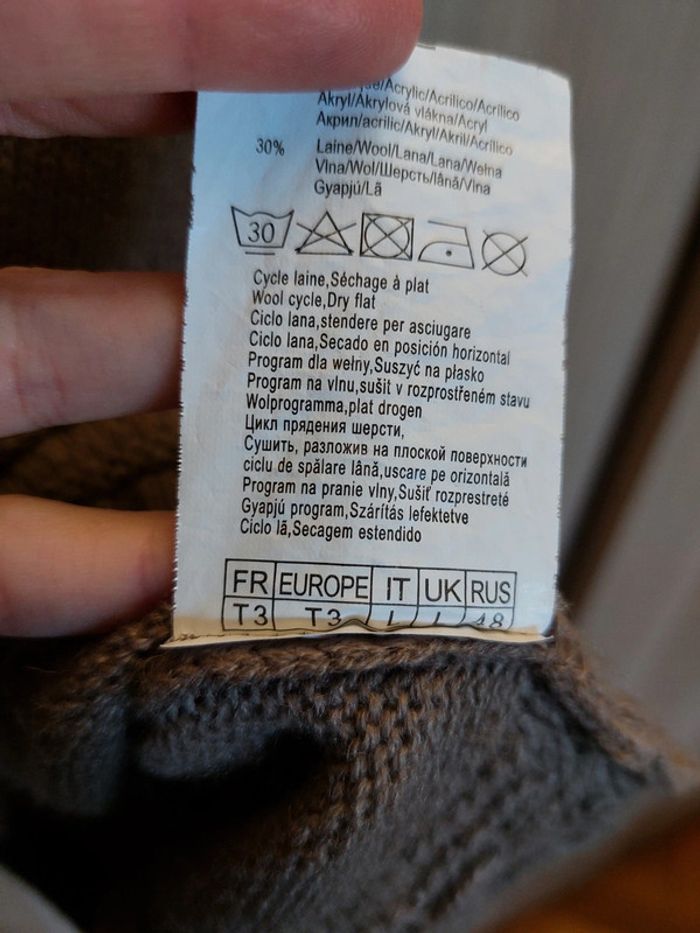 Acrylic/Acrilico/Acrílico
Akryl/Akrylová vlákna/Acryl
Акрил/acrilic/Akryl/Akril/Acrílico
30% Laine/Wool/Lana/Lana/Wełna
Vlna/Wol/Шерсть/lână/Vlna
Gyapjú/Lã
30
Cycle laine,Séchage à plat
Wool cycle,Dry flat
Ciclo lana,stendere per asciugare
Ciclo lana,Secado en posición horizontal
Program dla wełny,Suszyć na płasko
Program na vlnu,sušit v rozprostřeném stavu
Wolprogramma,plat drogen
Цикл прядения шерсти,
Сушить, разложив на плоской поверхности
ciclu de spălare lână,uscare pe orizontală
Program na pranie vlny,Sušiť rozprestreté
Gyapjú program,Szárítás lefektetve
Ciclo lã,Secagem estendido
FR EUROPE IT UK RUS
T3 T3 L L 48